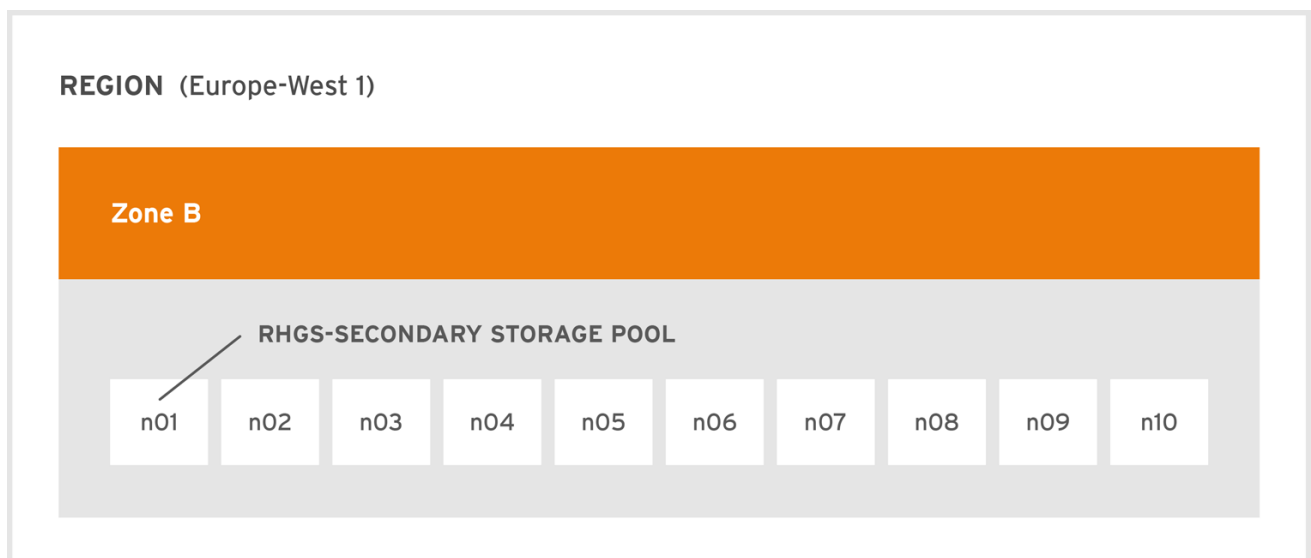 REGION (Europe-West 1)
Zone B
RHGS-SECONDARY STORAGE POOL
n01 n02 n03 n04 n05 n06 n07 n08 n09 n10